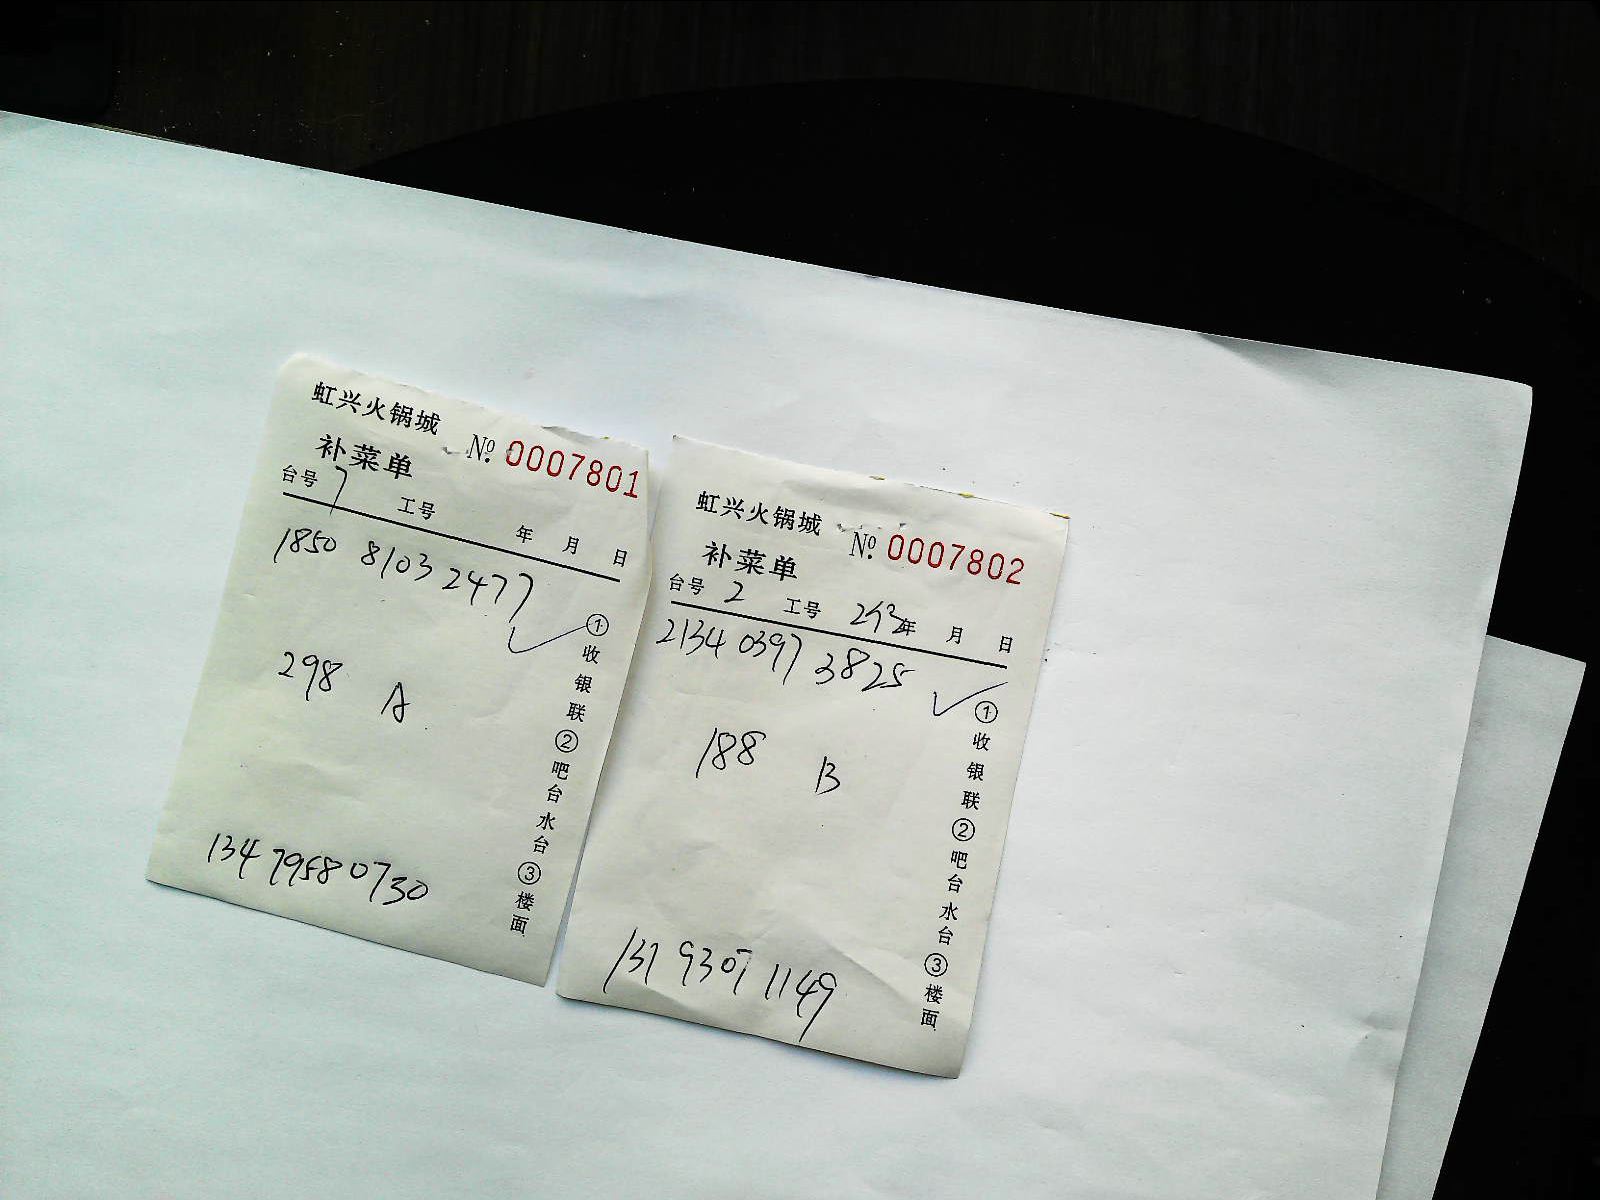 虹兴火锅城
补菜单 № 0007801
台号 7 工号 年 月 日
1850 8103 2477
298 A
134 7958 0730
①收银联②吧台水台③楼面
虹兴火锅城
补菜单 № 0007802
台号 2 工号 年 月 日
2134 0397 3825
188 B
137 9307 1149
①收银联②吧台水台③楼面